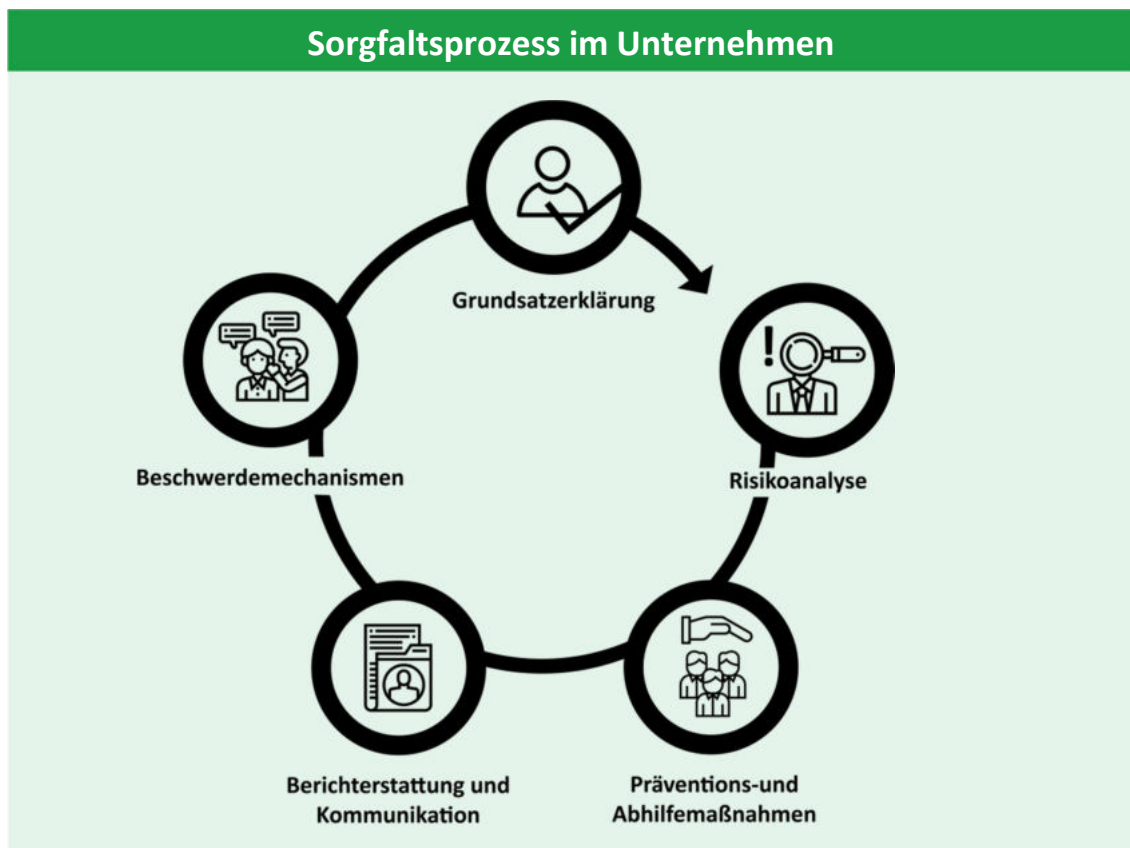 Sorgfaltsprozess im Unternehmen
Grundsatzerklärung
Risikoanalyse
Präventions-und
Abhilfemaßnahmen
Berichterstattung und
Kommunikation
Beschwerdemechanismen